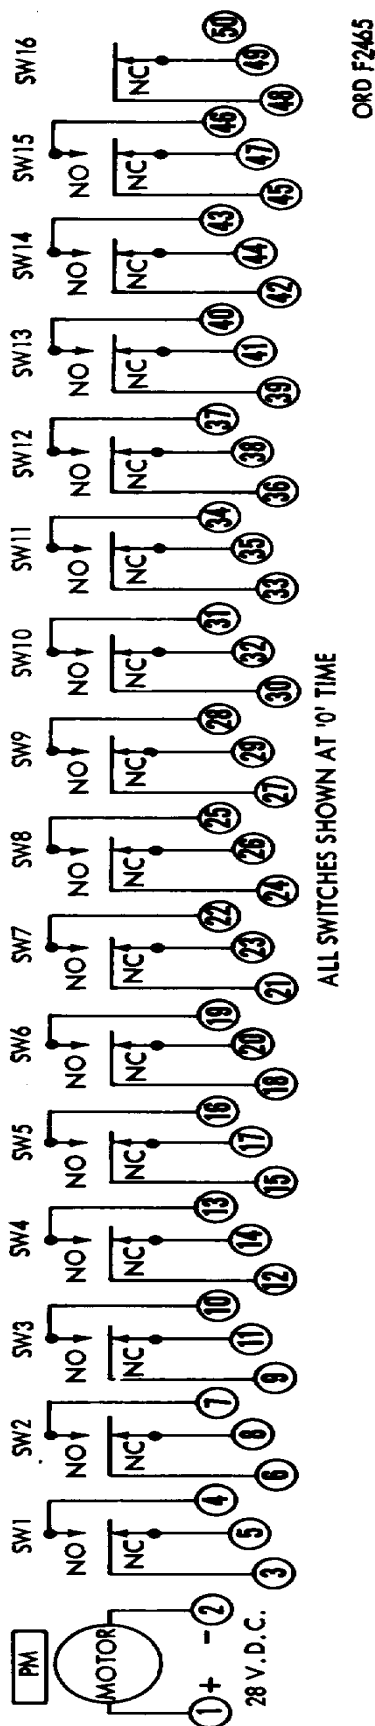 SW1 SW2 SW3 SW4 SW5 SW6 SW7 SW8 SW9 SW10 SW11 SW12 SW13 SW14 SW15 SW16
PM
NO NO NO NO NO NO NO NO NO NO NO NO NO NO NO
MOTOR
NC NC NC NC NC NC NC NC NC NC NC NC NC NC NC NC
1 + - 2
4 7 10 13 16 19 22 25 28 31 34 37 40 43 46 50
5 8 11 14 17 20 23 26 29 32 35 38 41 44 47 49
3 6 9 12 15 18 21 24 27 30 33 36 39 42 45 48
28 V.D.C.
ALL SWITCHES SHOWN AT '0' TIME
ORD F2465